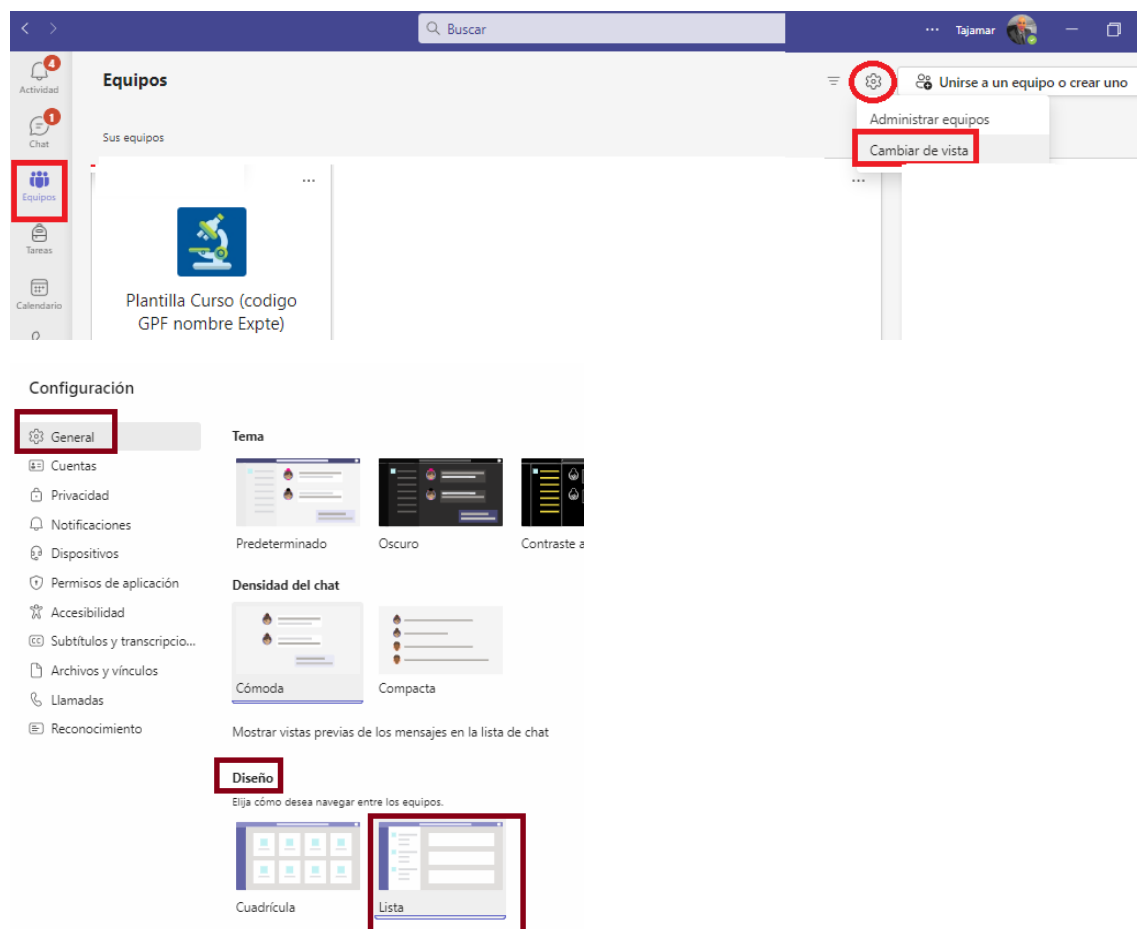 Buscar
Tajamar
4
Actividad
Equipos
Unirse a un equipo o crear uno
Administrar equipos
1
Chat
Sus equipos
Cambiar de vista
Equipos
Tareas
Calendario
Plantilla Curso (codigo
GPF nombre Expte)
Configuración
General
Cuentas
Privacidad
Notificaciones
Dispositivos
Permisos de aplicación
Accesibilidad
CC Subtítulos y transcripcio...
Archivos y vínculos
Llamadas
Reconocimiento
Tema
Predeterminado
Oscuro
Contraste a
Densidad del chat
Cómoda
Compacta
Mostrar vistas previas de los mensajes en la lista de chat
Diseño
Elija cómo desea navegar entre los equipos.
Cuadrícula
Lista